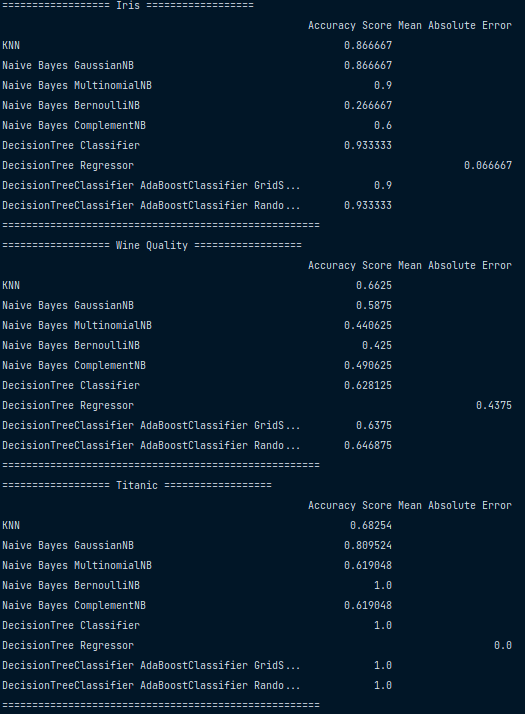 ================== Iris ==================
Accuracy Score Mean Absolute Error
KNN 0.866667
Naive Bayes GaussianNB 0.866667
Naive Bayes MultinomialNB 0.9
Naive Bayes BernoulliNB 0.266667
Naive Bayes ComplementNB 0.6
DecisionTree Classifier 0.933333
DecisionTree Regressor 0.066667
DecisionTreeClassifier AdaBoostClassifier GridS... 0.9
DecisionTreeClassifier AdaBoostClassifier Rando... 0.933333
=====================================================
================== Wine Quality ==================
Accuracy Score Mean Absolute Error
KNN 0.6625
Naive Bayes GaussianNB 0.5875
Naive Bayes MultinomialNB 0.440625
Naive Bayes BernoulliNB 0.425
Naive Bayes ComplementNB 0.490625
DecisionTree Classifier 0.628125
DecisionTree Regressor 0.4375
DecisionTreeClassifier AdaBoostClassifier GridS... 0.6375
DecisionTreeClassifier AdaBoostClassifier Rando... 0.646875
=====================================================
================== Titanic ==================
Accuracy Score Mean Absolute Error
KNN 0.68254
Naive Bayes GaussianNB 0.809524
Naive Bayes MultinomialNB 0.619048
Naive Bayes BernoulliNB 1.0
Naive Bayes ComplementNB 0.619048
DecisionTree Classifier 1.0
DecisionTree Regressor 0.0
DecisionTreeClassifier AdaBoostClassifier GridS... 1.0
DecisionTreeClassifier AdaBoostClassifier Rando... 1.0
=====================================================